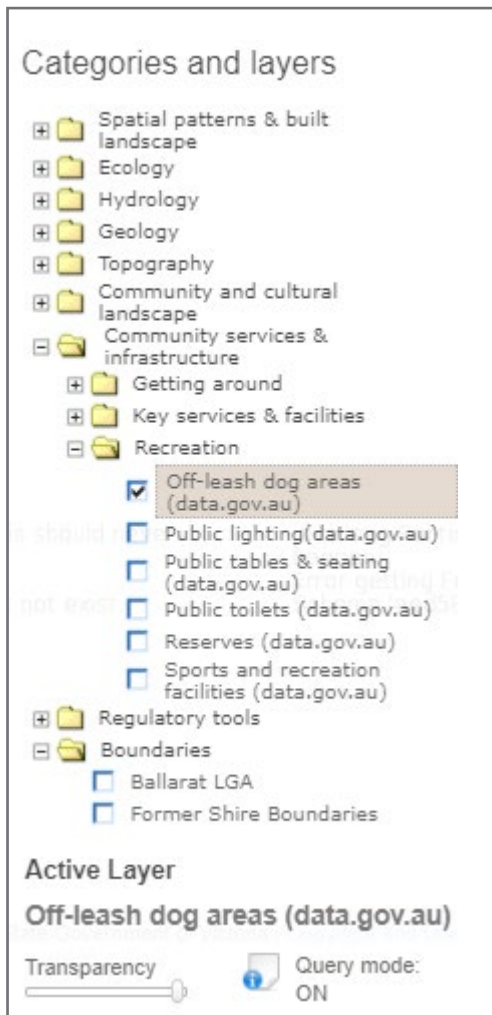 Categories and layers
Spatial patterns & built
landscape
Ecology
Hydrology
Geology
Topography
Community and cultural
landscape
Community services &
infrastructure
Getting around
Key services & facilities
Recreation
Off-leash dog areas
(data.gov.au)
Public lighting(data.gov.au)
Public tables & seating
(data.gov.au)
Public toilets (data.gov.au)
Reserves (data.gov.au)
Sports and recreation
facilities (data.gov.au)
Regulatory tools
Boundaries
Ballarat LGA
Former Shire Boundaries
Active Layer
Off-leash dog areas (data.gov.au)
Transparency
Query mode:
ON